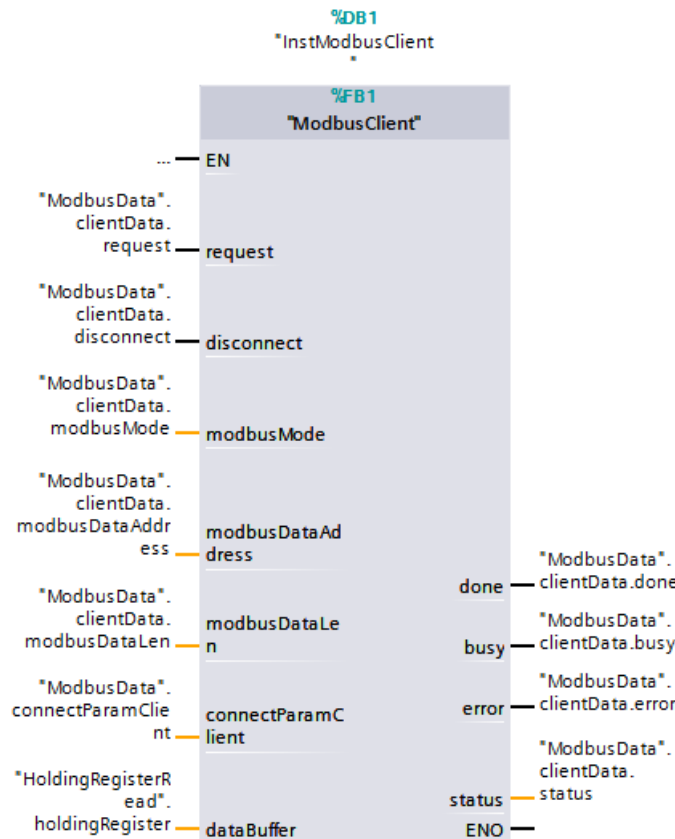 %DB1
"InstModbusClient
"
%FB1
"ModbusClient"
... EN
"ModbusData".
clientData.
request request
"ModbusData".
clientData.
disconnect disconnect
"ModbusData".
clientData.
modbusMode modbusMode
"ModbusData".
clientData.
modbusDataAddr
ess
modbusDataAd
dress
"ModbusData".
clientData.
modbusDataLen
modbusDataLe
n
"ModbusData".
connectParamClie
nt
connectParamC
lient
"HoldingRegisterR
ead".
holdingRegister dataBuffer
done
"ModbusData".
clientData.done
busy
"ModbusData".
clientData.busy
error
"ModbusData".
clientData.error
status
"ModbusData".
clientData.
status
ENO